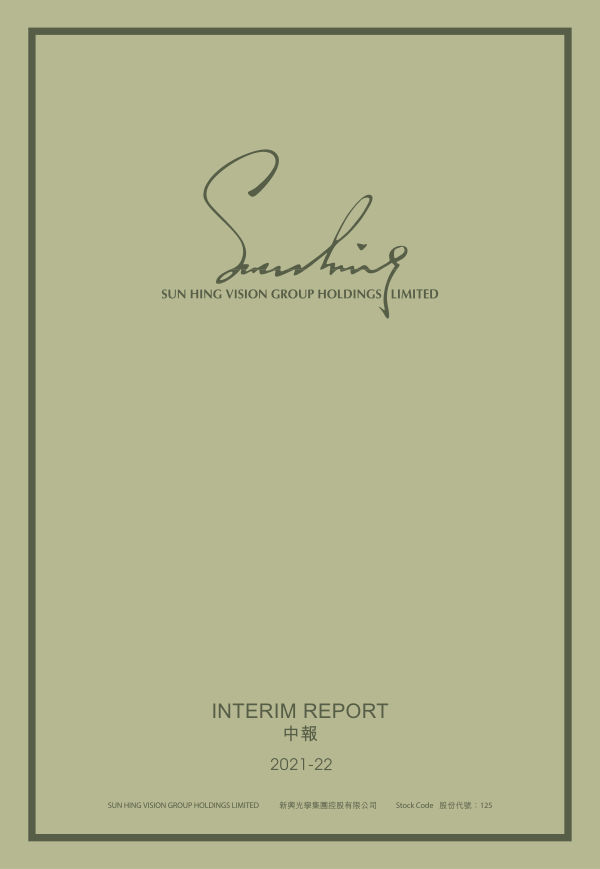 Sunhing
SUN HING VISION GROUP HOLDINGS LIMITED
INTERIM REPORT
中報
2021-22
SUN HING VISION GROUP HOLDINGS LIMITED 新興光學集團控股有限公司 Stock Code 股份代號：125